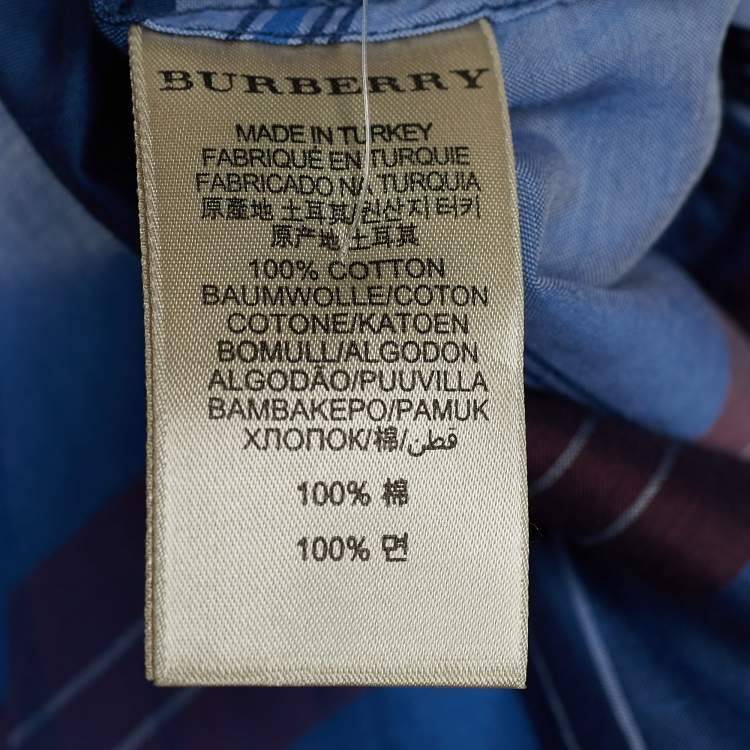 BURBERRY
MADE IN TURKEY
FABRIQUÉ EN TURQUIE
FABRICADO NA TURQUIA
原產地 土耳其/원산지 터키
原产地 土耳其
100% COTTON
BAUMWOLLE/COTON
COTONE/KATOEN
BOMULL/ALGODON
ALGODÃO/PUUVILLA
BAMBAKEPO/PAMUK
ХЛОПОК/棉/قطن
100% 棉
100% 면